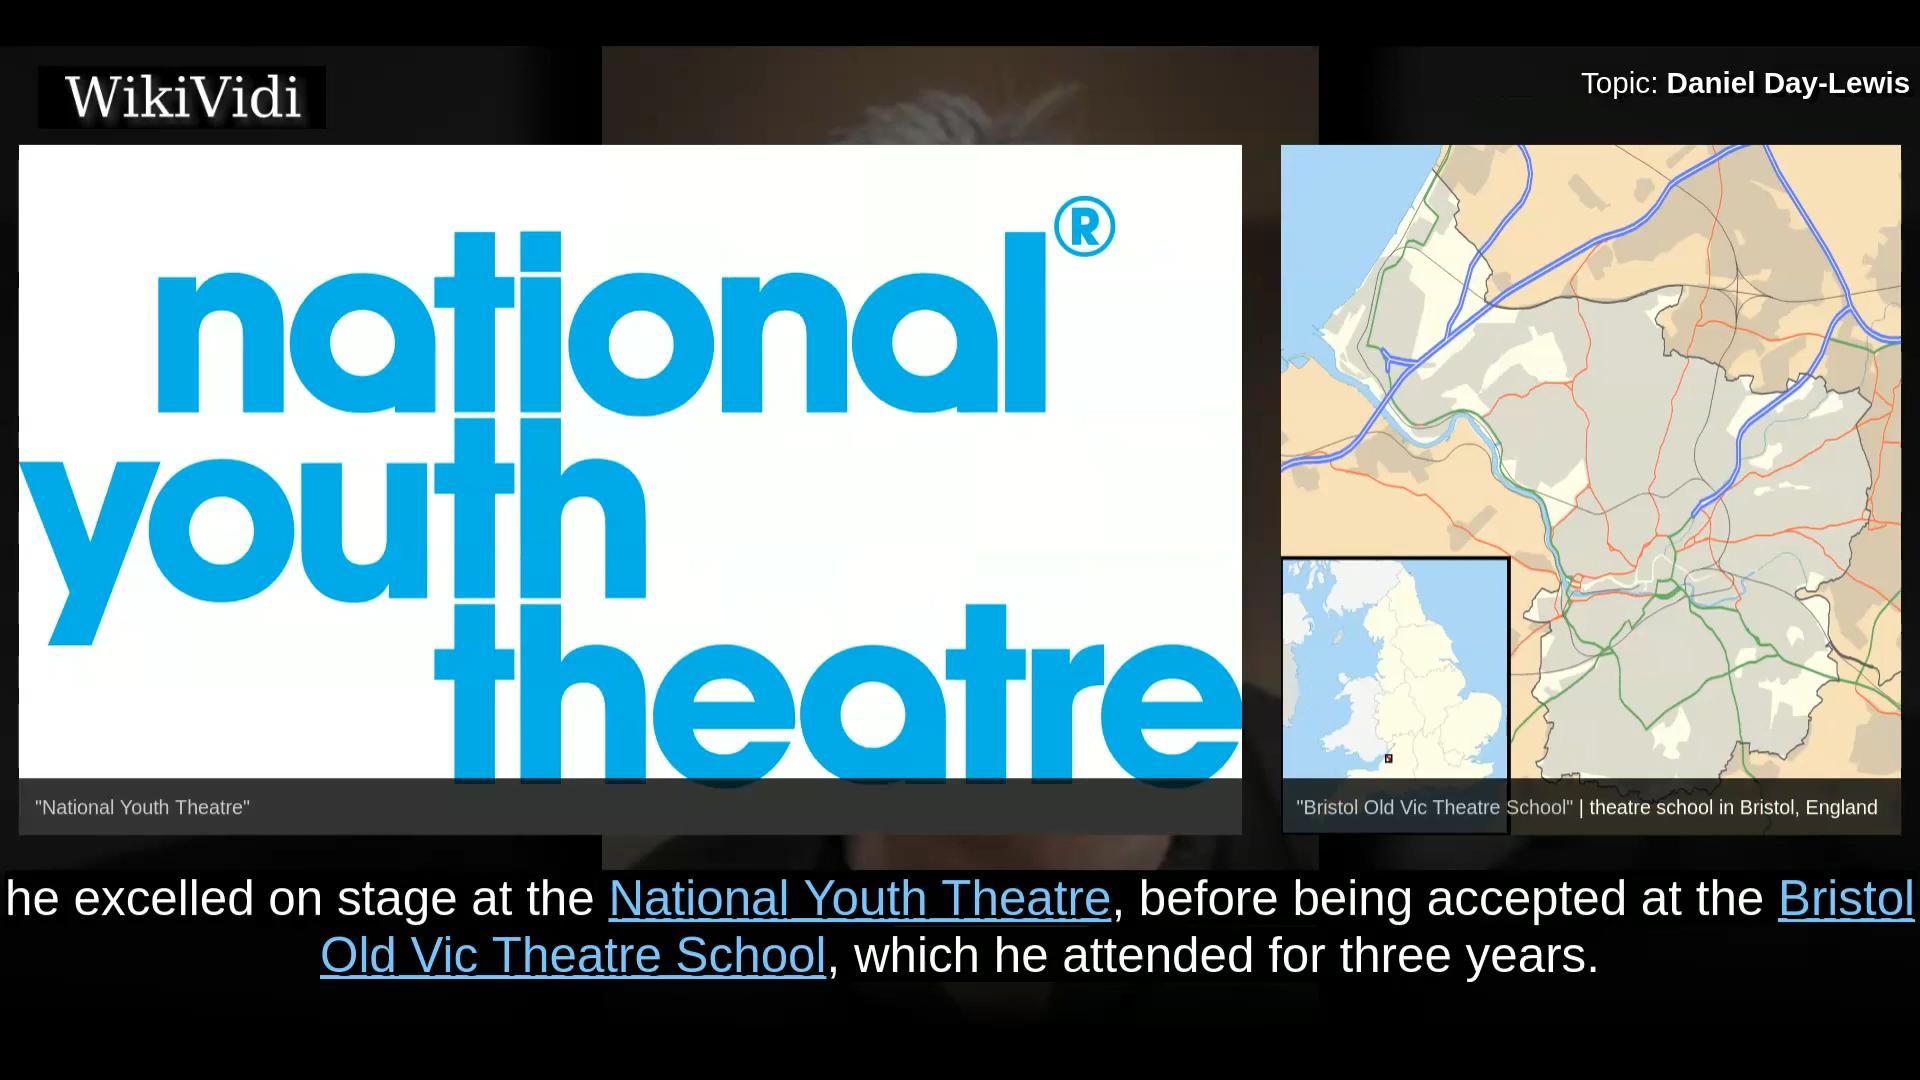 WikiVidi
Topic: Daniel Day-Lewis
national®
youth
theatre
"National Youth Theatre"
"Bristol Old Vic Theatre School" | theatre school in Bristol, England
he excelled on stage at the National Youth Theatre, before being accepted at the Bristol
Old Vic Theatre School, which he attended for three years.